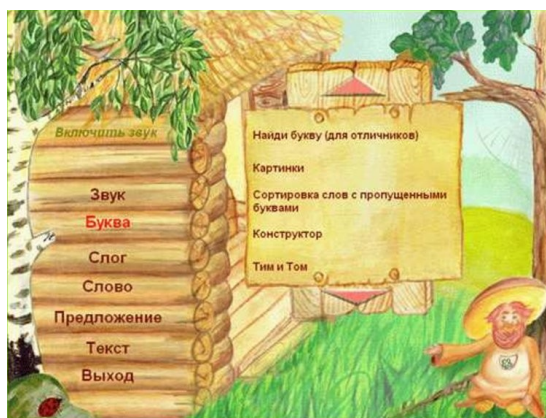 Включить звук
Звук
Буква
Слог
Слово
Предложение
Текст
Выход
Найди букву (для отличников)
Картинки
Сортировка слов с пропущенными
буквами
Конструктор
Тим и Том